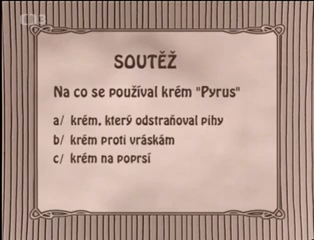 SOUTĚŽ
Na co se používal krém "Pyrus"
a/ krém, který odstraňoval pihy
b/ krém proti vráskám
c/ krém na poprsí